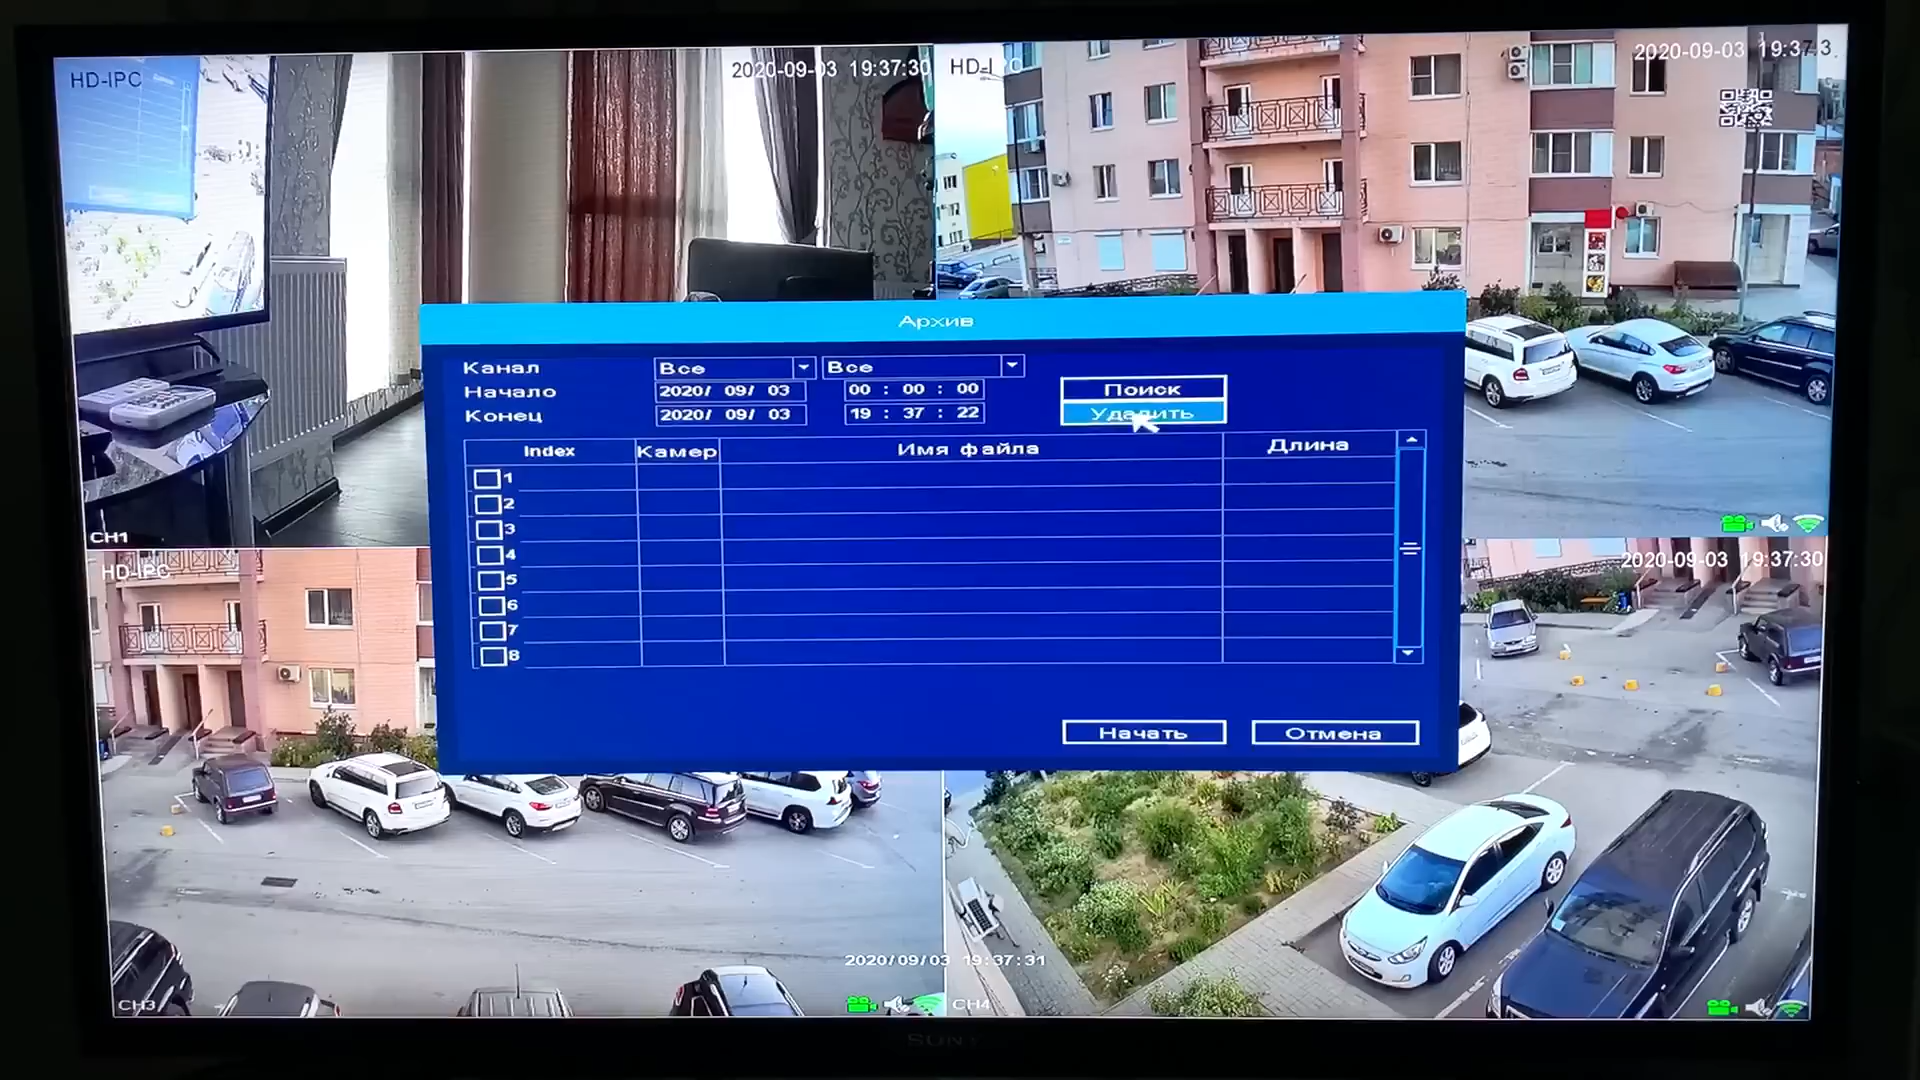 HD-IPC
2020-09-03 19:37:30
HD-IPC
2020-09-03 19:37:3
Архив
Канал Все Все
Начало 2020/ 09/ 03 00 : 00 : 00 Поиск
Конец 2020/ 09/ 03 19 : 37 : 22 Удалить
Index Камер Имя файла Длина
1
2
3
4
5
6
7
8
Начать Отмена
CH1
HD-IPC
2020-09-03 19:37:30
2020/09/03 19:37:31
CH3
CH4
SONY